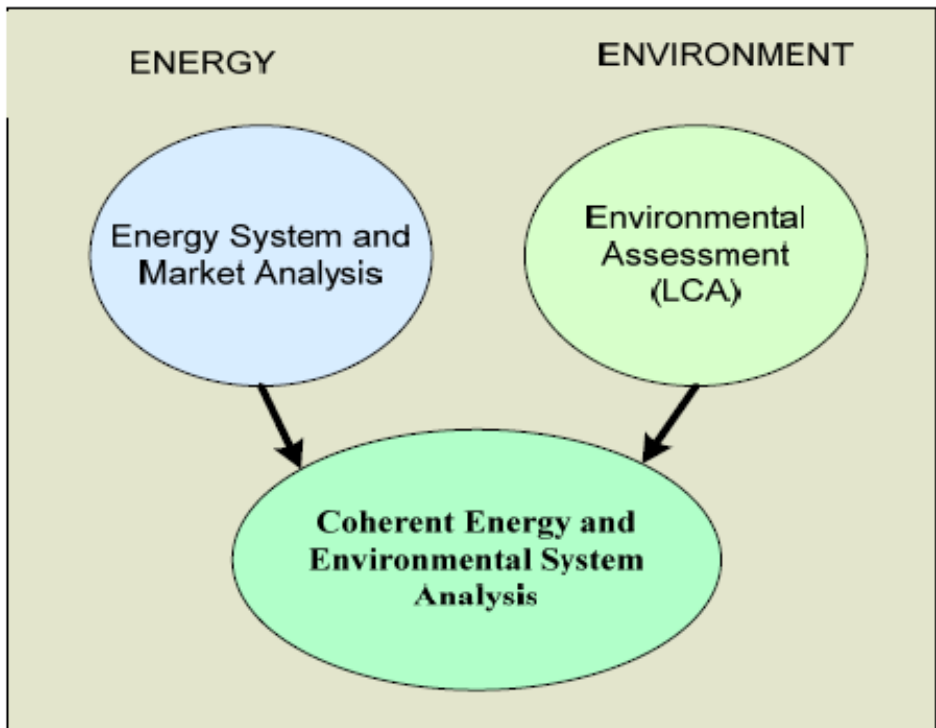 ENERGY
ENVIRONMENT
Energy System and
Market Analysis
Environmental
Assessment
(LCA)
Coherent Energy and
Environmental System
Analysis